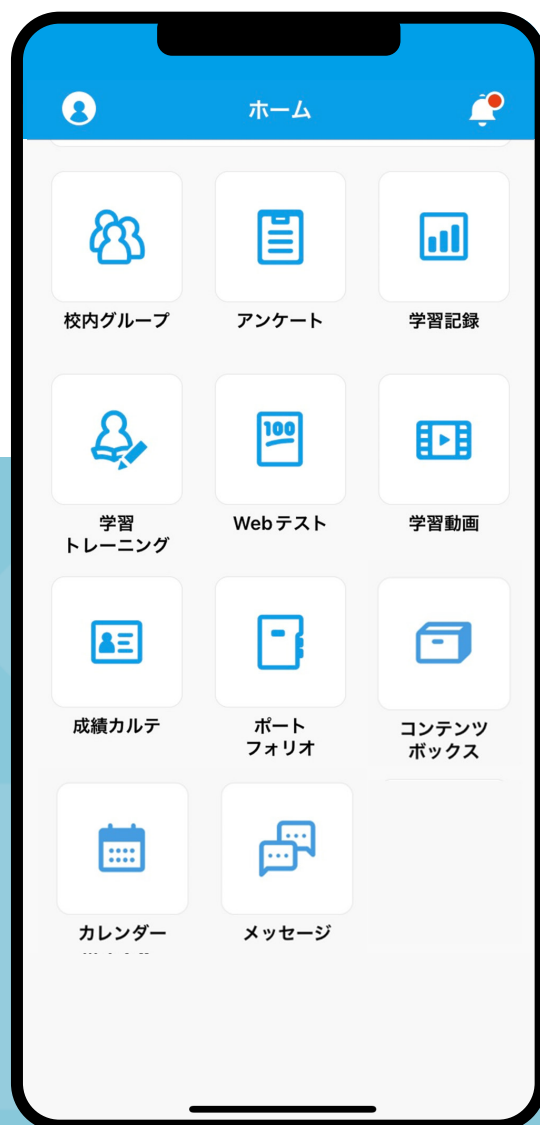 ホーム
校内グループ
アンケート
学習記録
100
学習
トレーニング
Webテスト
学習動画
成績カルテ
ポート
フォリオ
コンテンツ
ボックス
カレンダー
メッセージ